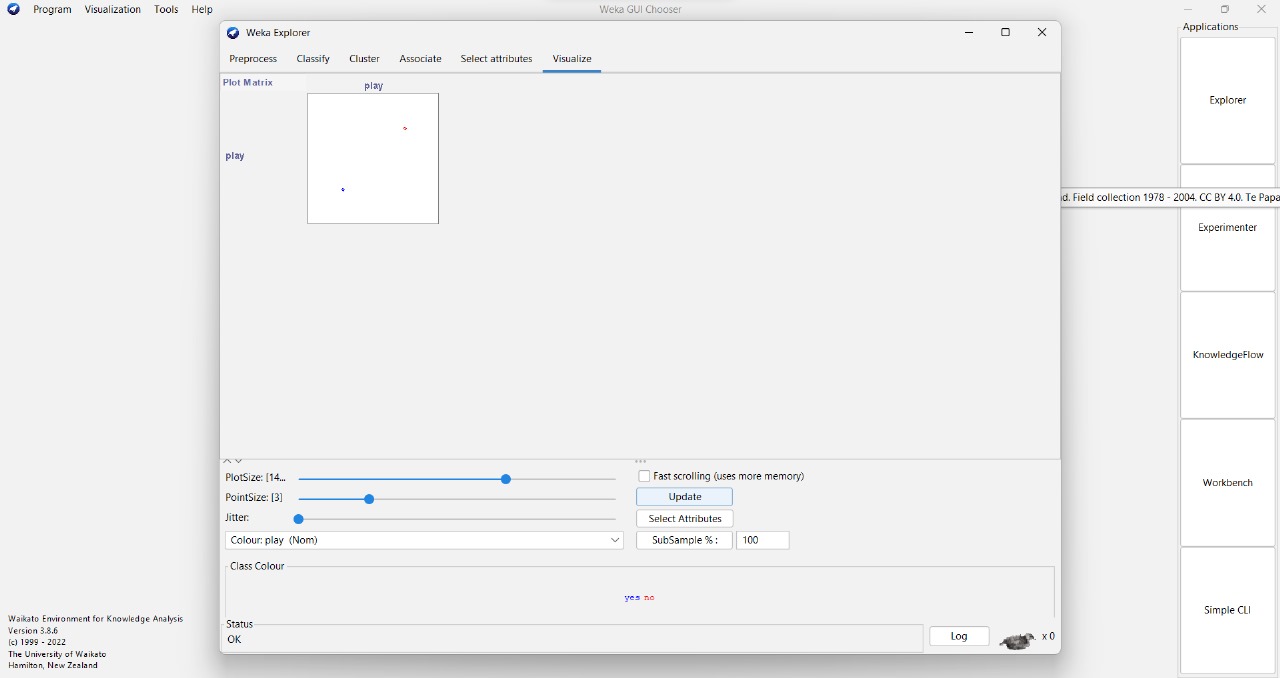 Program Visualization Tools Help
Weka GUI Chooser
Applications
Weka Explorer
Preprocess Classify Cluster Associate Select attributes Visualize
Plot Matrix
play
play
Explorer
d. Field collection 1978 - 2004. CC BY 4.0. Te Papa
Experimenter
KnowledgeFlow
Workbench
Simple CLI
PlotSize: [14...
Fast scrolling (uses more memory)
PointSize: [3]
Update
Jitter:
Select Attributes
Colour: play (Nom)
SubSample % :
100
Class Colour
yes no
Status
OK
Log
x 0
Waikato Environment for Knowledge Analysis
Version 3.8.6
(c) 1999 - 2022
The University of Waikato
Hamilton, New Zealand